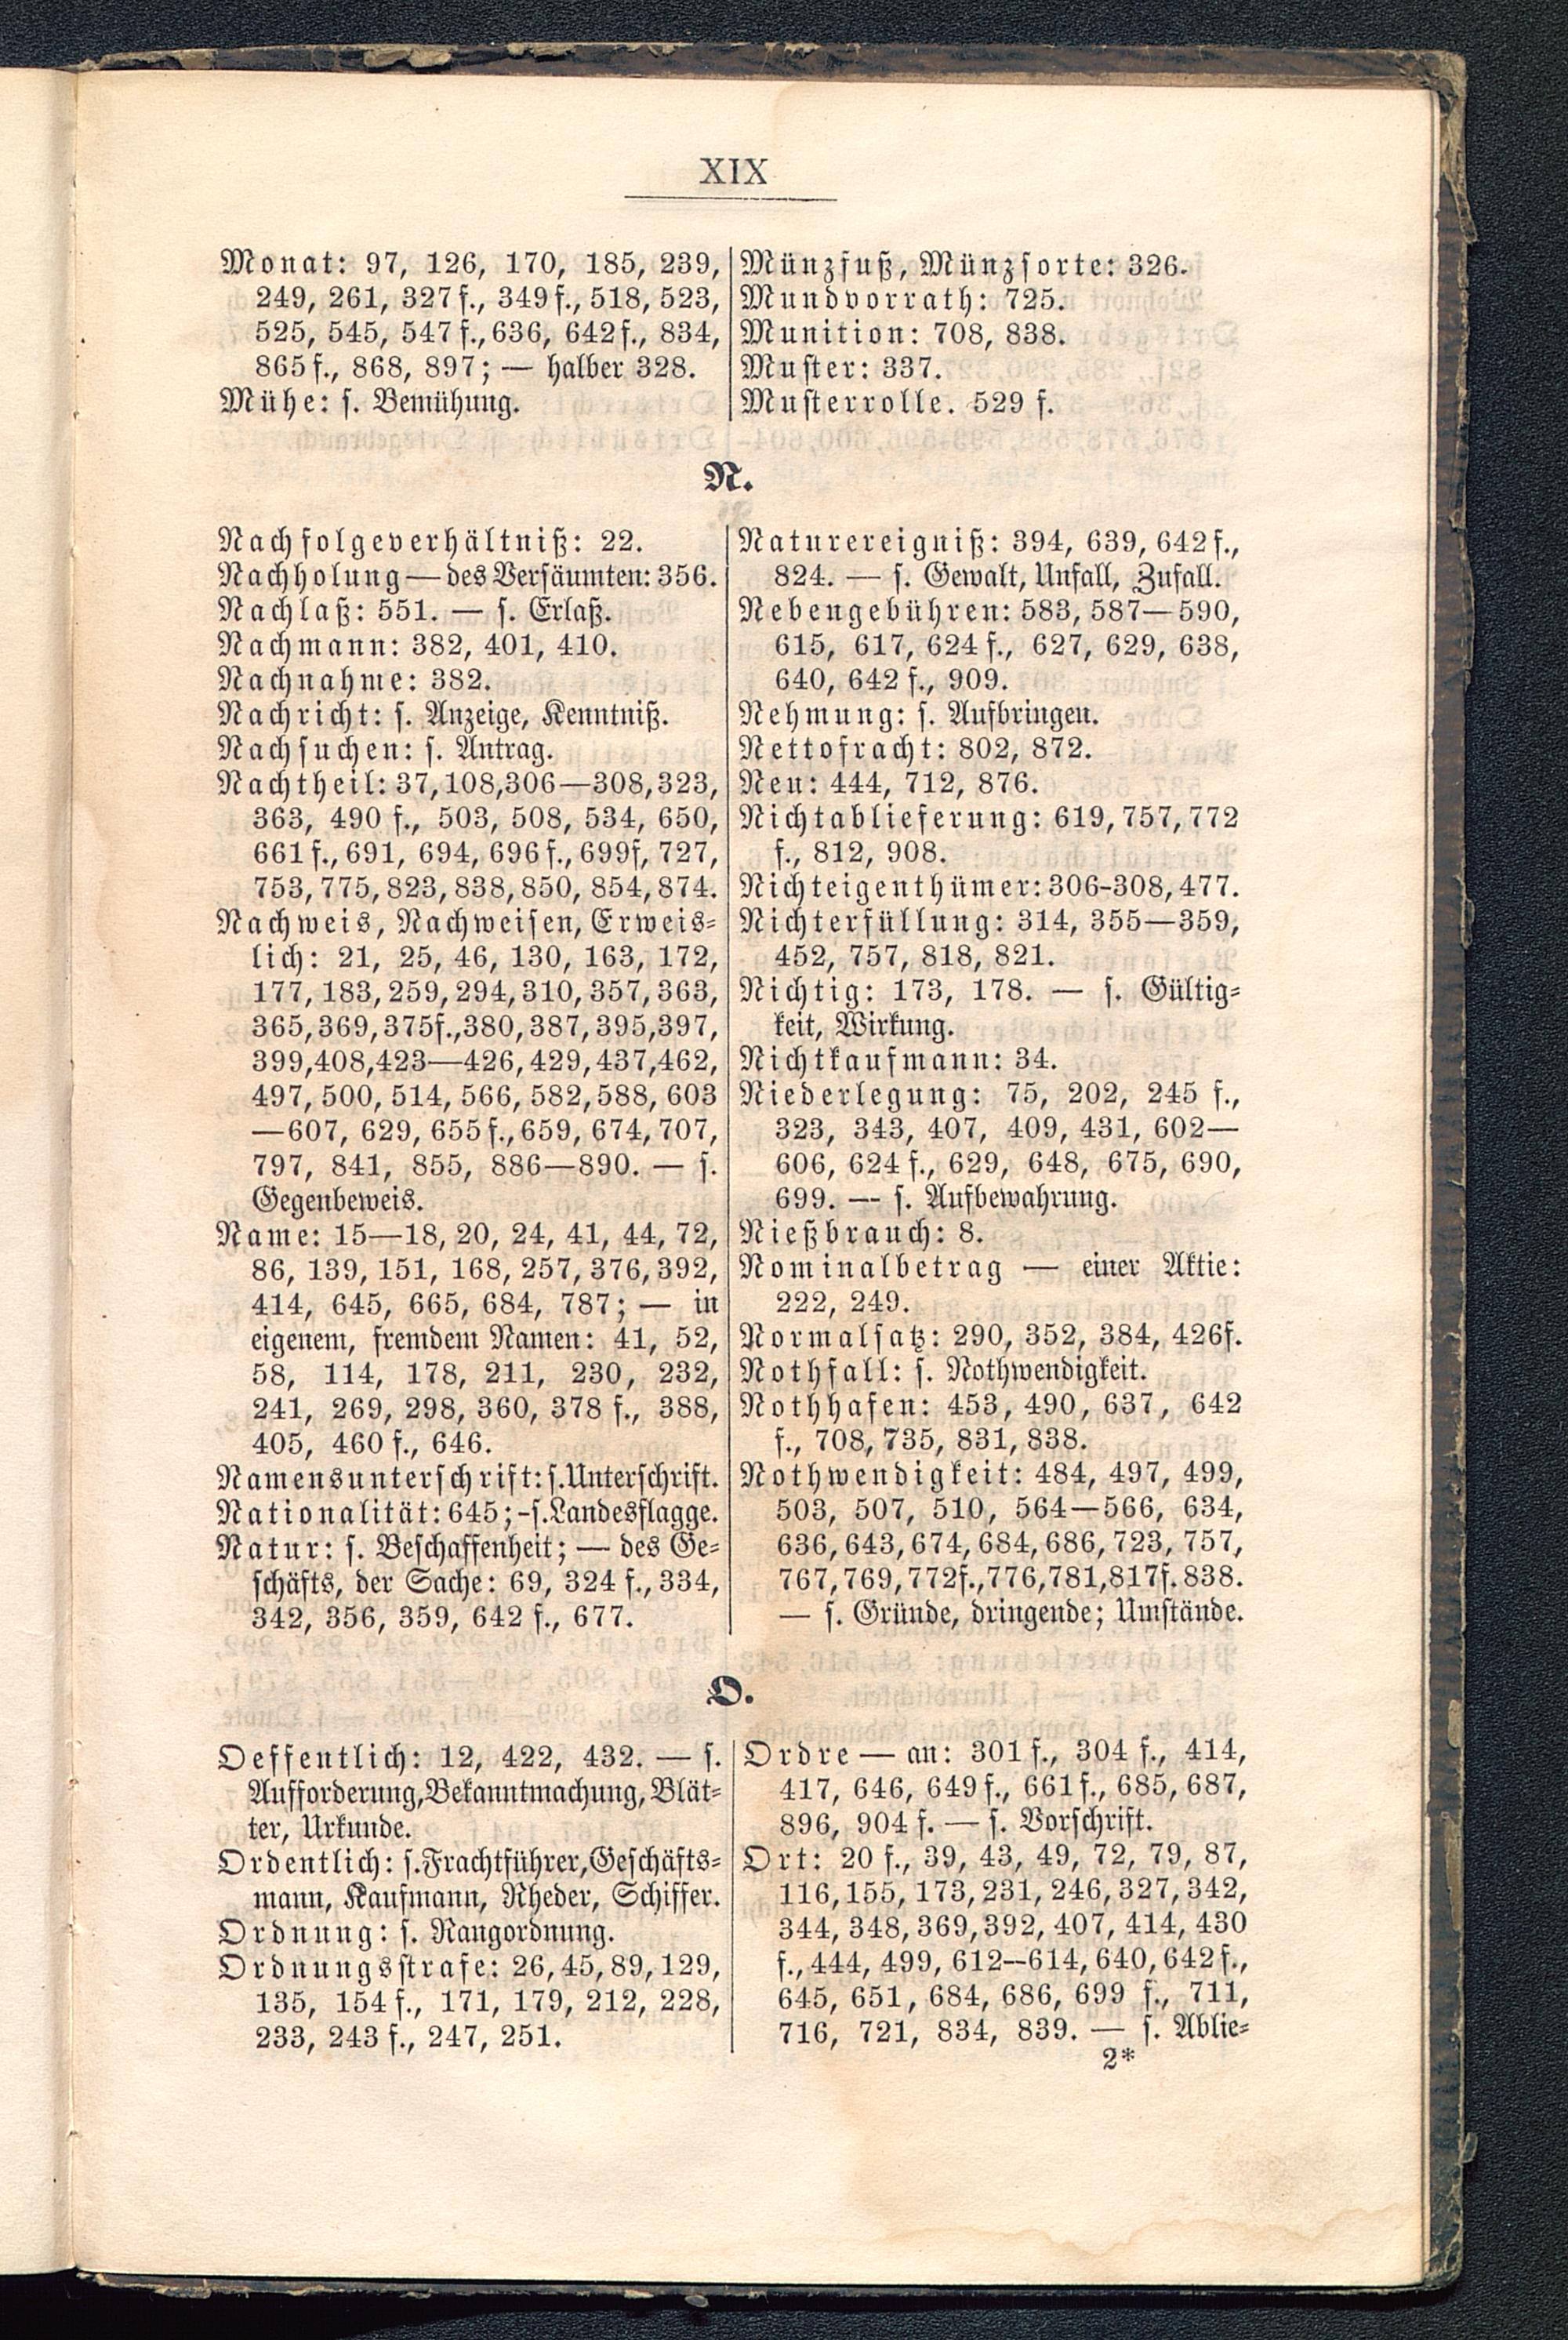 XIX
Monat: 97, 126, 170, 185, 239,
249, 261, 327 f., 349 f., 518, 523,
525, 545, 547 f., 636, 642 f., 834,
865 f., 868, 897; — halber 328.
Mühe: s. Bemühung.
Münzfuß, Münzsorte: 326.
Mundvorrath: 725.
Munition: 708, 838.
Muster: 337.
Musterrolle. 529 f.
N.
Nachfolgeverhältniß: 22.
Nachholung — des Versäumten: 356.
Nachlaß: 551. — s. Erlaß.
Nachmann: 382, 401, 410.
Nachnahme: 382.
Nachricht: s. Anzeige, Kenntniß.
Nachsuchen: s. Antrag.
Nachtheil: 37, 108, 306—308, 323,
363, 490 f., 503, 508, 534, 650,
661 f., 691, 694, 696 f., 699f, 727,
753, 775, 823, 838, 850, 854, 874.
Nachweis, Nachweisen, Erweis-
lich: 21, 25, 46, 130, 163, 172,
177, 183, 259, 294, 310, 357, 363,
365, 369, 375f., 380, 387, 395, 397,
399, 408, 423—426, 429, 437, 462,
497, 500, 514, 566, 582, 588, 603
—607, 629, 655 f., 659, 674, 707,
797, 841, 855, 886—890. — s.
Gegenbeweis.
Name: 15—18, 20, 24, 41, 44, 72,
86, 139, 151, 168, 257, 376, 392,
414, 645, 665, 684, 787; — in
eigenem, fremdem Namen: 41, 52,
58, 114, 178, 211, 230, 232,
241, 269, 298, 360, 378 f., 388,
405, 460 f., 646.
Namensunterschrift: s. Unterschrift.
Nationalität: 645; - s. Landesflagge.
Natur: s. Beschaffenheit; — des Ge-
schäfts, der Sache: 69, 324 f., 334,
342, 356, 359, 642 f., 677.
Naturereigniß: 394, 639, 642 f.,
824. — s. Gewalt, Unfall, Zufall.
Nebengebühren: 583, 587—590,
615, 617, 624 f., 627, 629, 638,
640, 642 f., 909.
Nehmung: s. Aufbringen.
Nettofracht: 802, 872.
Neu: 444, 712, 876.
Nichtablieferung: 619, 757, 772
f., 812, 908.
Nichteigenthümer: 306-308, 477.
Nichterfüllung: 314, 355—359,
452, 757, 818, 821.
Nichtig: 173, 178. — s. Gültig-
keit, Wirkung.
Nichtkaufmann: 34.
Niederlegung: 75, 202, 245 f.,
323, 343, 407, 409, 431, 602—
606, 624 f., 629, 648, 675, 690,
699. — s. Aufbewahrung.
Nießbrauch: 8.
Nominalbetrag — einer Aktie:
222, 249.
Normalsatz: 290, 352, 384, 426f.
Nothfall: s. Nothwendigkeit.
Nothhafen: 453, 490, 637, 642
f., 708, 735, 831, 838.
Nothwendigkeit: 484, 497, 499,
503, 507, 510, 564—566, 634,
636, 643, 674, 684, 686, 723, 757,
767, 769, 772f., 776, 781, 817f. 838.
— s. Gründe, dringende; Umstände.
O.
Oeffentlich: 12, 422, 432. — s.
Aufforderung, Bekanntmachung, Blät-
ter, Urkunde.
Ordentlich: s. Frachtführer, Geschäfts-
mann, Kaufmann, Rheder, Schiffer.
Ordnung: s. Rangordnung.
Ordnungsstrafe: 26, 45, 89, 129,
135, 154 f., 171, 179, 212, 228,
233, 243 f., 247, 251.
Ordre — an: 301 f., 304 f., 414,
417, 646, 649 f., 661 f., 685, 687,
896, 904 f. — s. Vorschrift.
Ort: 20 f., 39, 43, 49, 72, 79, 87,
116, 155, 173, 231, 246, 327, 342,
344, 348, 369, 392, 407, 414, 430
f., 444, 499, 612—614, 640, 642 f.,
645, 651, 684, 686, 699 f., 711,
716, 721, 834, 839. — s. Ablie-
2*